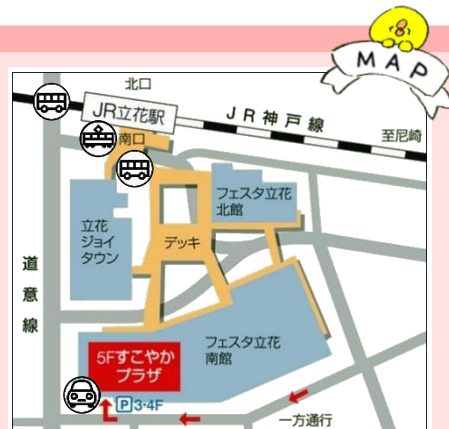 MAP
北口
JR立花駅
JR神戸線
至尼崎
南口
フェスタ立花
北館
立花
ジョイ
タウン
デッキ
道意線
フェスタ立花
南館
5Fすこやか
プラザ
P3・4F
一方通行